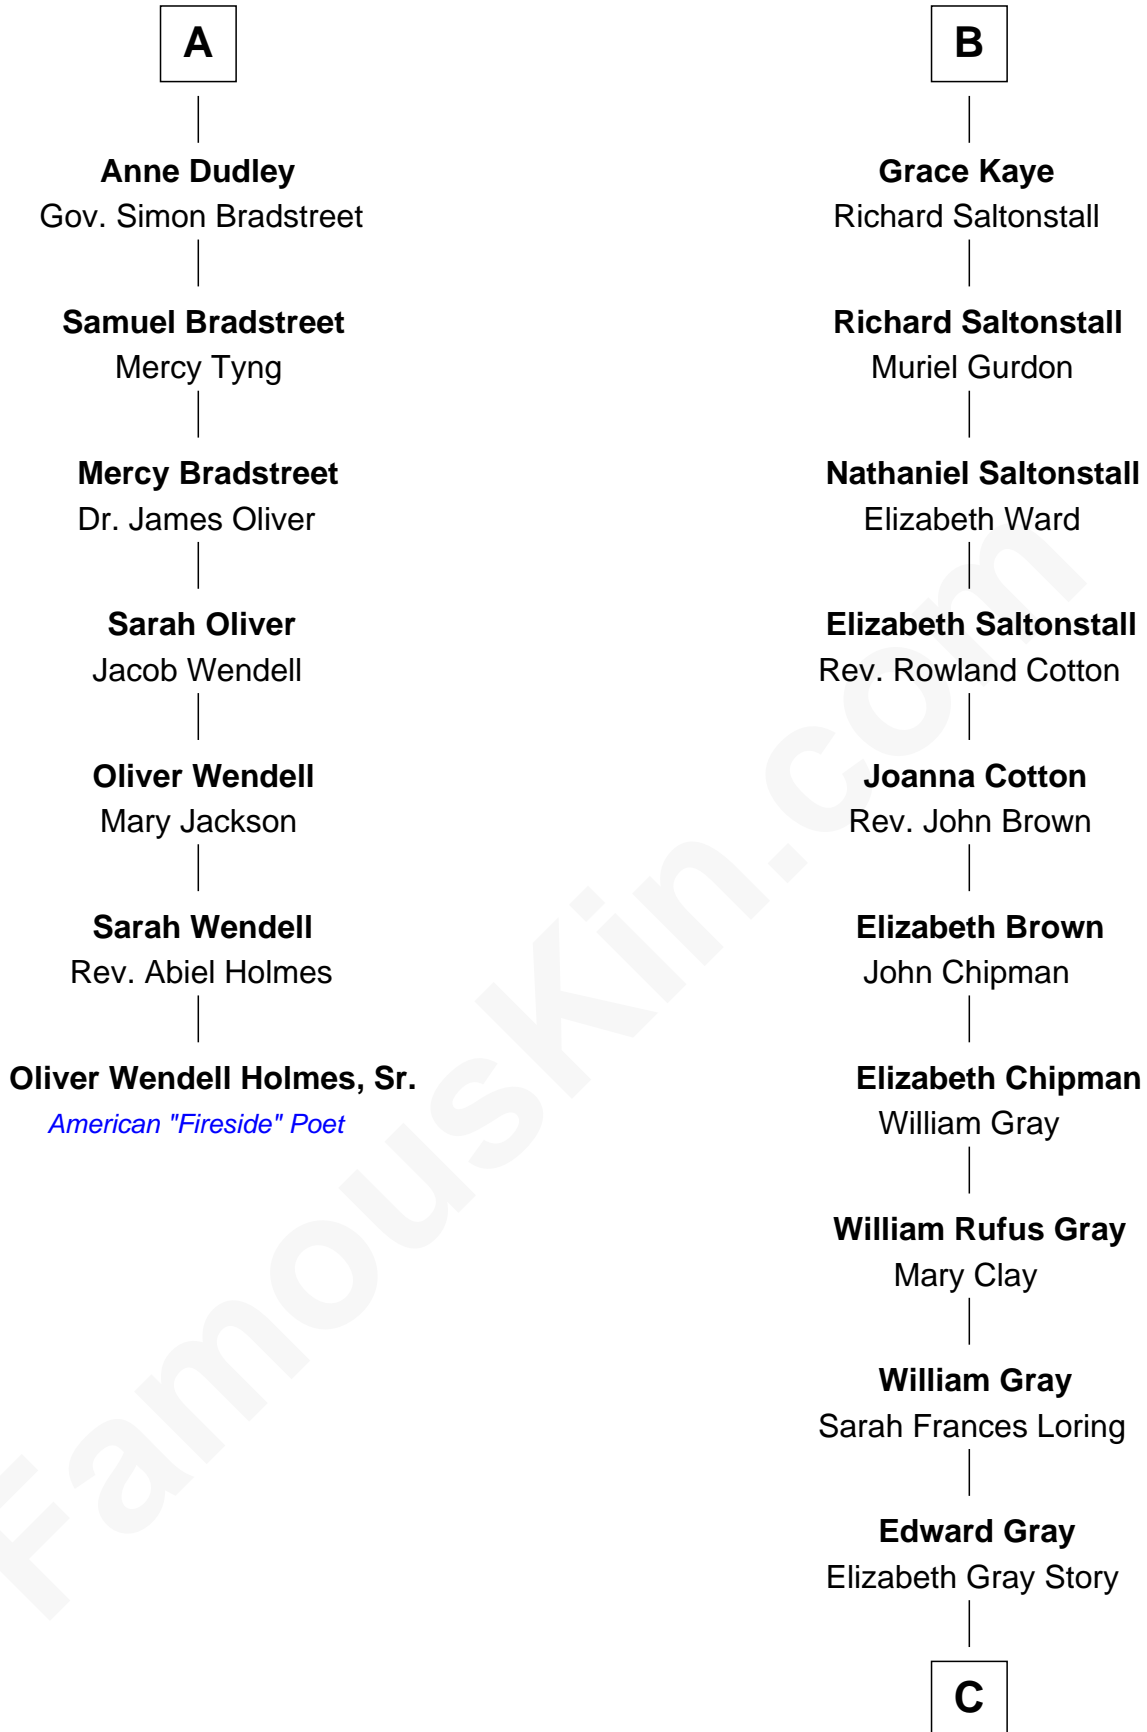 A
Anne Dudley
Gov. Simon Bradstreet
Samuel Bradstreet
Mercy Tyng
Mercy Bradstreet
Dr. James Oliver
Sarah Oliver
Jacob Wendell
Oliver Wendell
Mary Jackson
Sarah Wendell
Rev. Abiel Holmes
Oliver Wendell Holmes, Sr.
American "Fireside" Poet
B
Grace Kaye
Richard Saltonstall
Richard Saltonstall
Muriel Gurdon
Nathaniel Saltonstall
Elizabeth Ward
Elizabeth Saltonstall
Rev. Rowland Cotton
Joanna Cotton
Rev. John Brown
Elizabeth Brown
John Chipman
Elizabeth Chipman
William Gray
William Rufus Gray
Mary Clay
William Gray
Sarah Frances Loring
Edward Gray
Elizabeth Gray Story
C
FamousKin.com